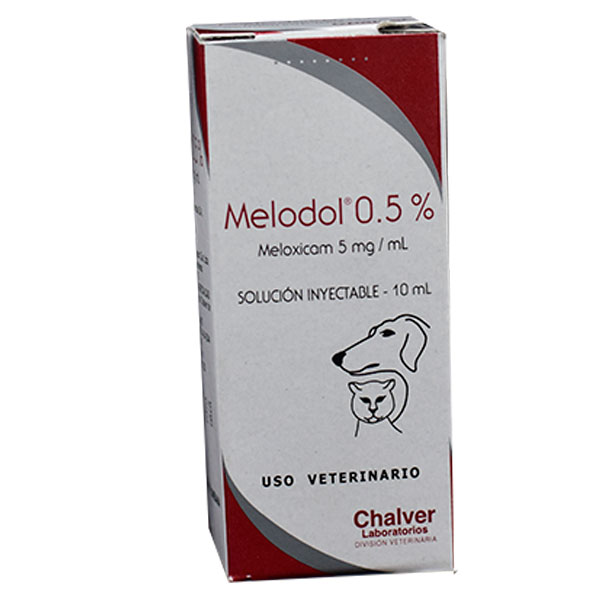 Melodol® 0.5 %
Meloxicam 5 mg / mL
SOLUCIÓN INYECTABLE - 10 mL
USO VETERINARIO
Chalver
Laboratorios
DIVISIÓN VETERINARIA